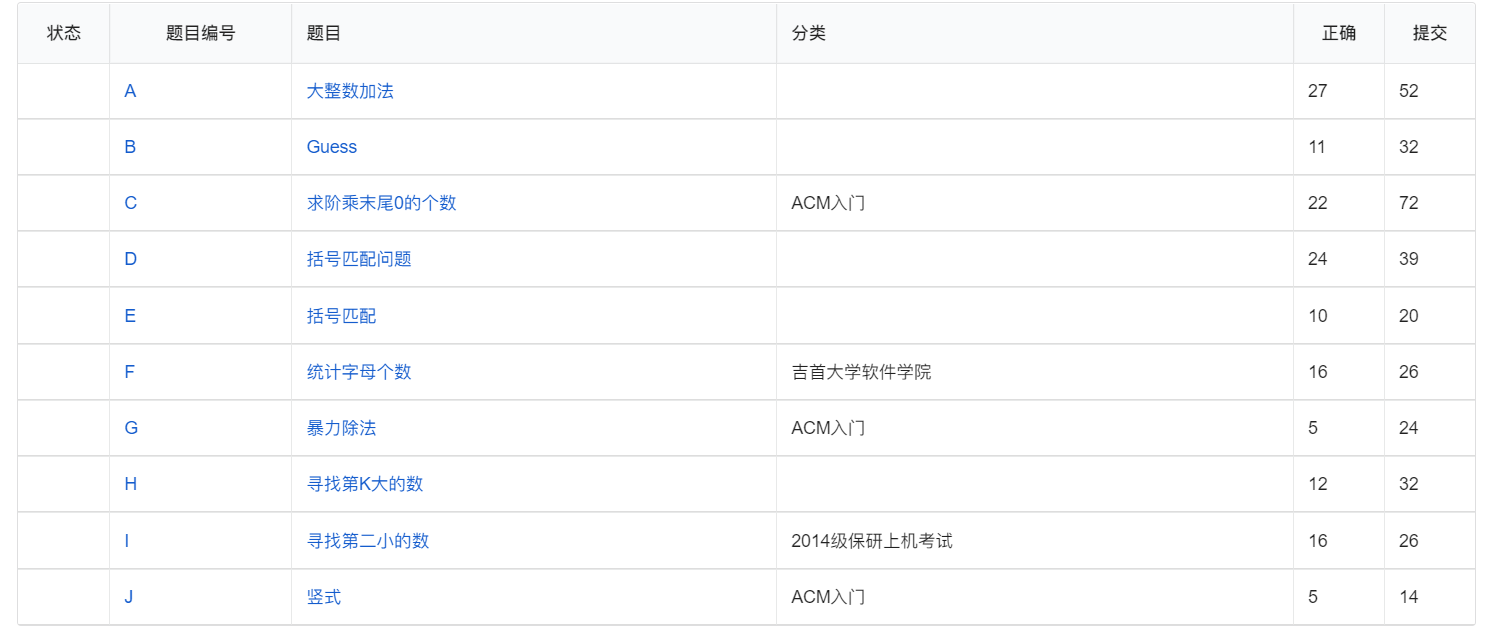 状态 题目编号 题目 分类 正确 提交
A 大整数加法 27 52
B Guess 11 32
C 求阶乘末尾0的个数 ACM入门 22 72
D 括号匹配问题 24 39
E 括号匹配 10 20
F 统计字母个数 吉首大学软件学院 16 26
G 暴力除法 ACM入门 5 24
H 寻找第K大的数 12 32
I 寻找第二小的数 2014级保研上机考试 16 26
J 竖式 ACM入门 5 14